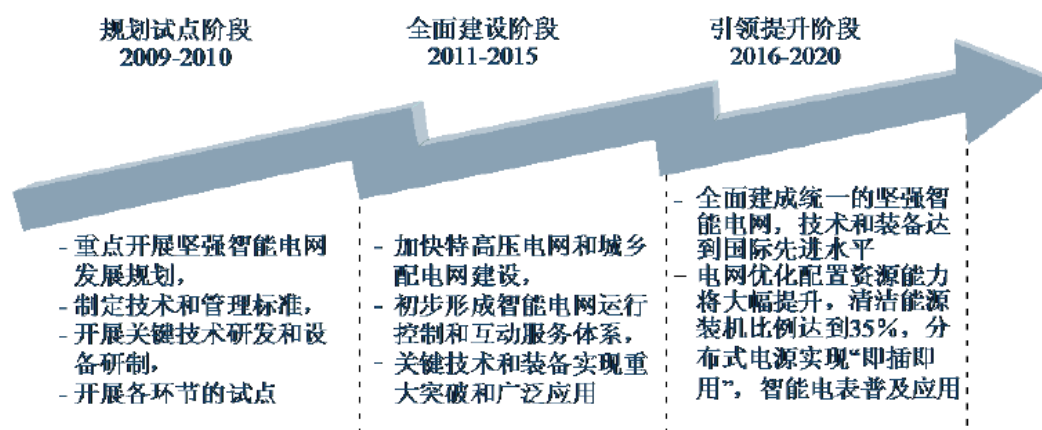 规划试点阶段
2009-2010
全面建设阶段
2011-2015
引领提升阶段
2016-2020
- 重点开展坚强智能电网
发展规划,
- 制定技术和管理标准,
- 开展关键技术研发和设
备研制,
- 开展各环节的试点
- 加快特高压电网和城乡
配电网建设,
- 初步形成智能电网运行
控制和互动服务体系,
- 关键技术和装备实现重
大突破和广泛应用
- 全面建成统一的坚强智
能电网，技术和装备达
到国际先进水平
- 电网优化配置资源能力
将大幅提升，清洁能源
装机比例达到35%，分
布式电源实现“即插即
用”，智能电表普及应用